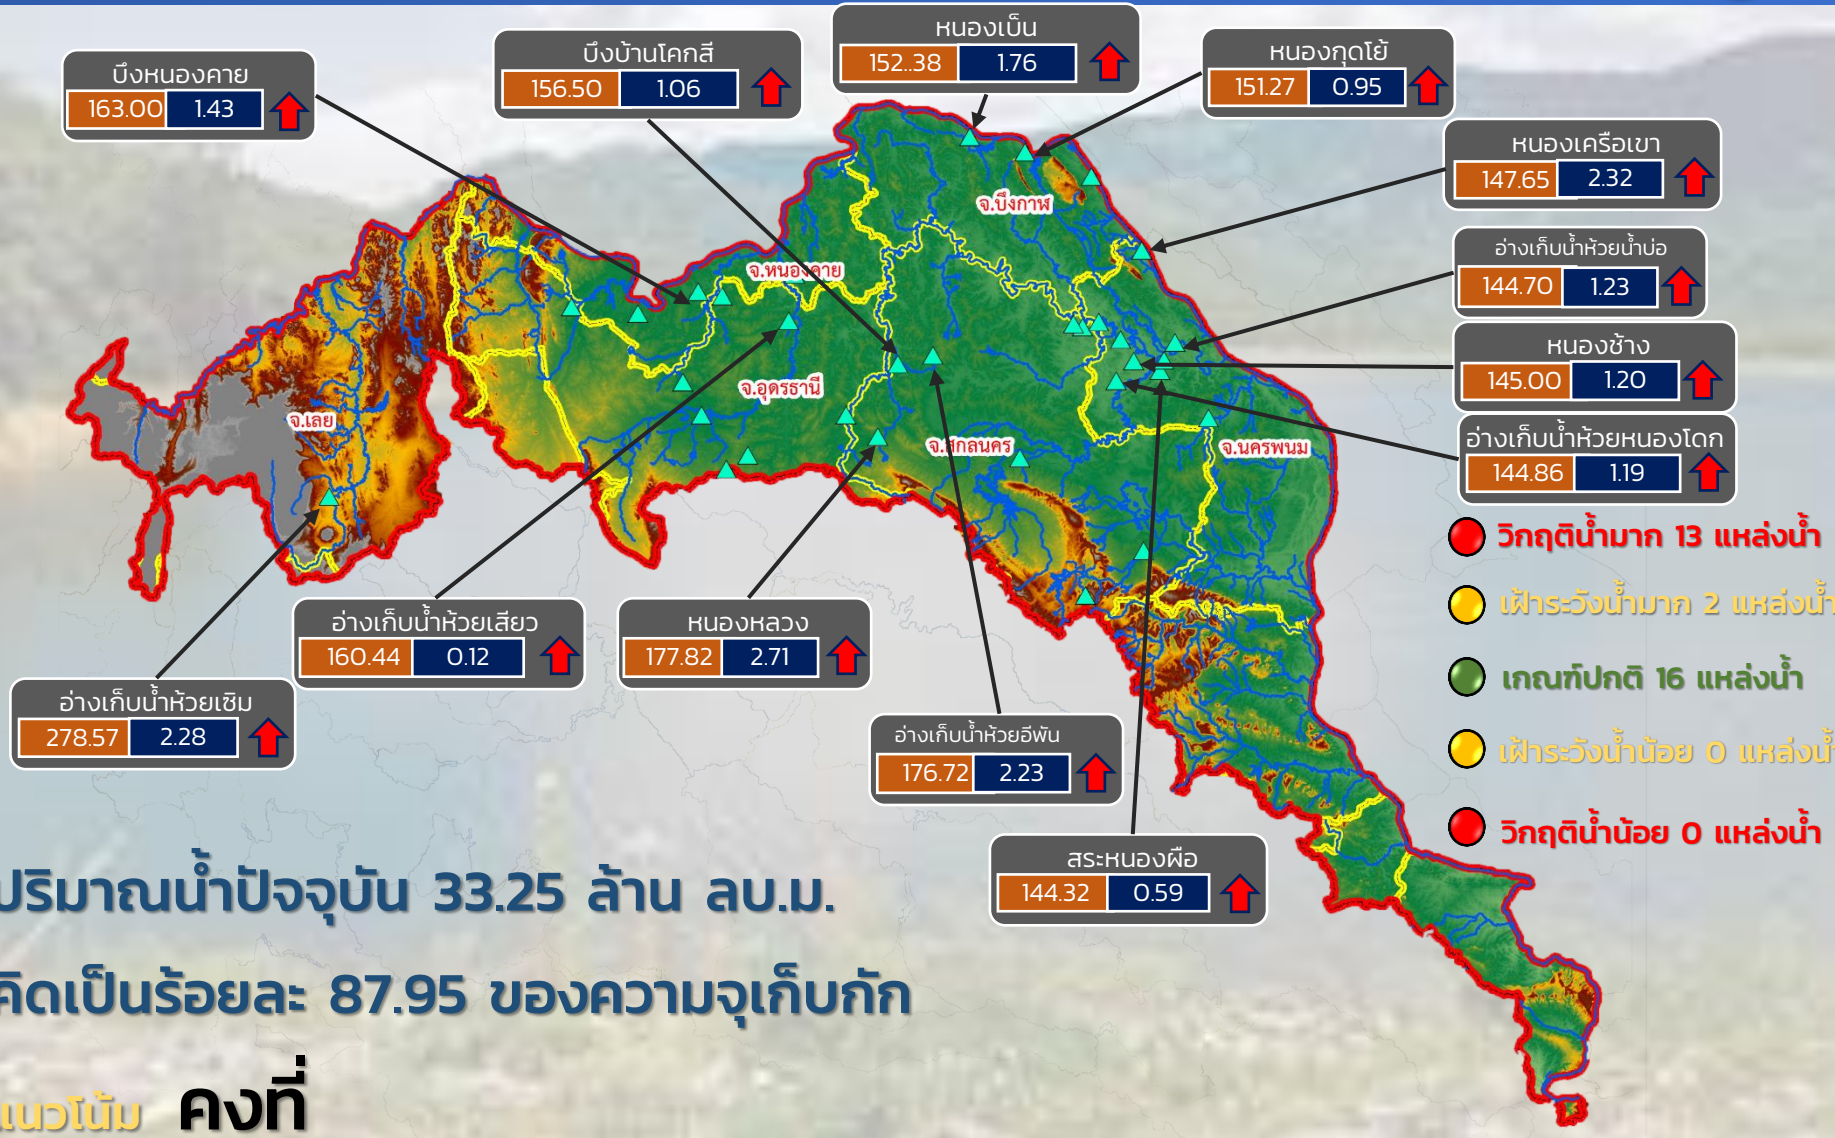 หนองเบ็น
152..38 1.76
บึงบ้านโคกสี
156.50 1.06
หนองกุดโย้
151.27 0.95
บึงหนองคาย
163.00 1.43
หนองเครือเขา
147.65 2.32
จ.บึงกาฬ
อ่างเก็บน้ำห้วยน้ำบ่อ
144.70 1.23
จ.หนองคาย
หนองช้าง
145.00 1.20
จ.อุดรธานี
จ.เลย
จ.สกลนคร
จ.นครพนม
อ่างเก็บน้ำห้วยหนองโดก
144.86 1.19
วิกฤติน้ำมาก 13 แหล่งน้ำ
เฝ้าระวังน้ำมาก 2 แหล่งน้ำ
เกณฑ์ปกติ 16 แหล่งน้ำ
เฝ้าระวังน้ำน้อย 0 แหล่งน้ำ
วิกฤติน้ำน้อย 0 แหล่งน้ำ
อ่างเก็บน้ำห้วยเสียว
160.44 0.12
หนองหลวง
177.82 2.71
อ่างเก็บน้ำห้วยเซิม
278.57 2.28
อ่างเก็บน้ำห้วยอีพัน
176.72 2.23
สระหนองผือ
144.32 0.59
ปริมาณน้ำปัจจุบัน 33.25 ล้าน ลบ.ม.
คิดเป็นร้อยละ 87.95 ของความจุเก็บกัก
แนวโน้ม คงที่